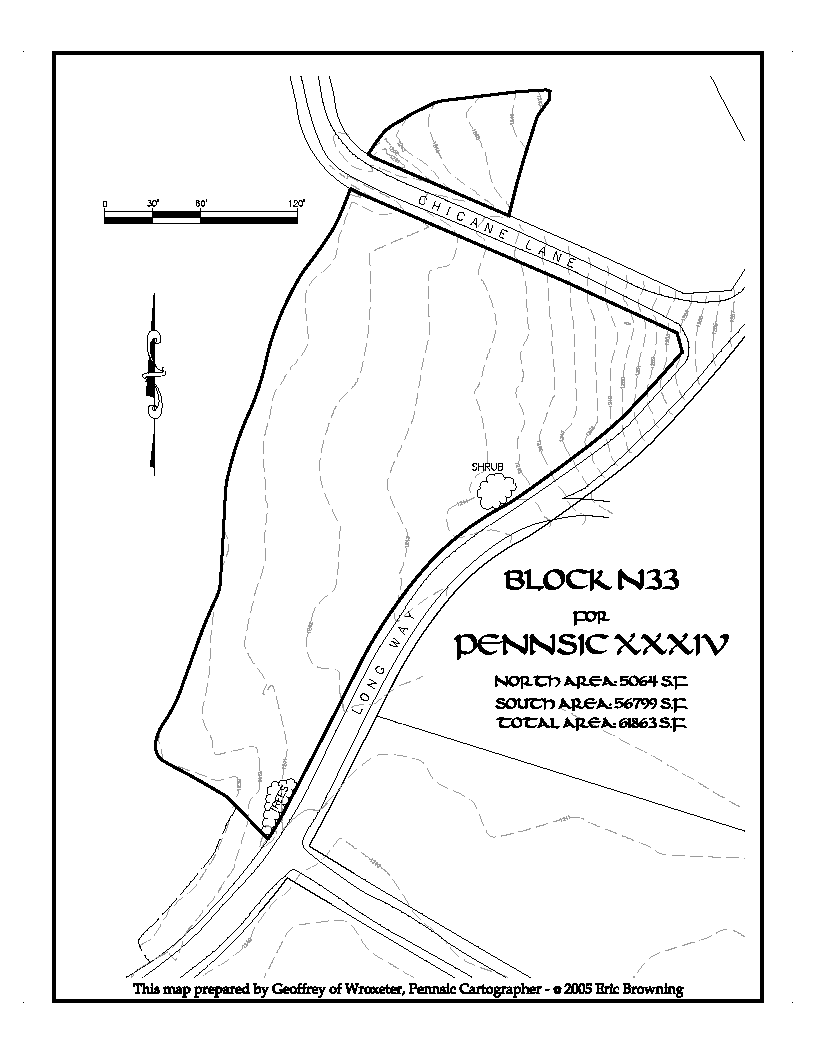 0 30' 60' 120'
CHICANE LANE
SHRUB
LONG WAY
TREES
BLOCK N33
FOR
PENNSIC XXXIV
NORTH AREA: 5064 S.F.
SOUTH AREA: 56799 S.F.
TOTAL AREA: 61863 S.F.
This map prepared by Geoffrey of Wroxeter, Pennsic Cartographer - © 2005 Eric Browning